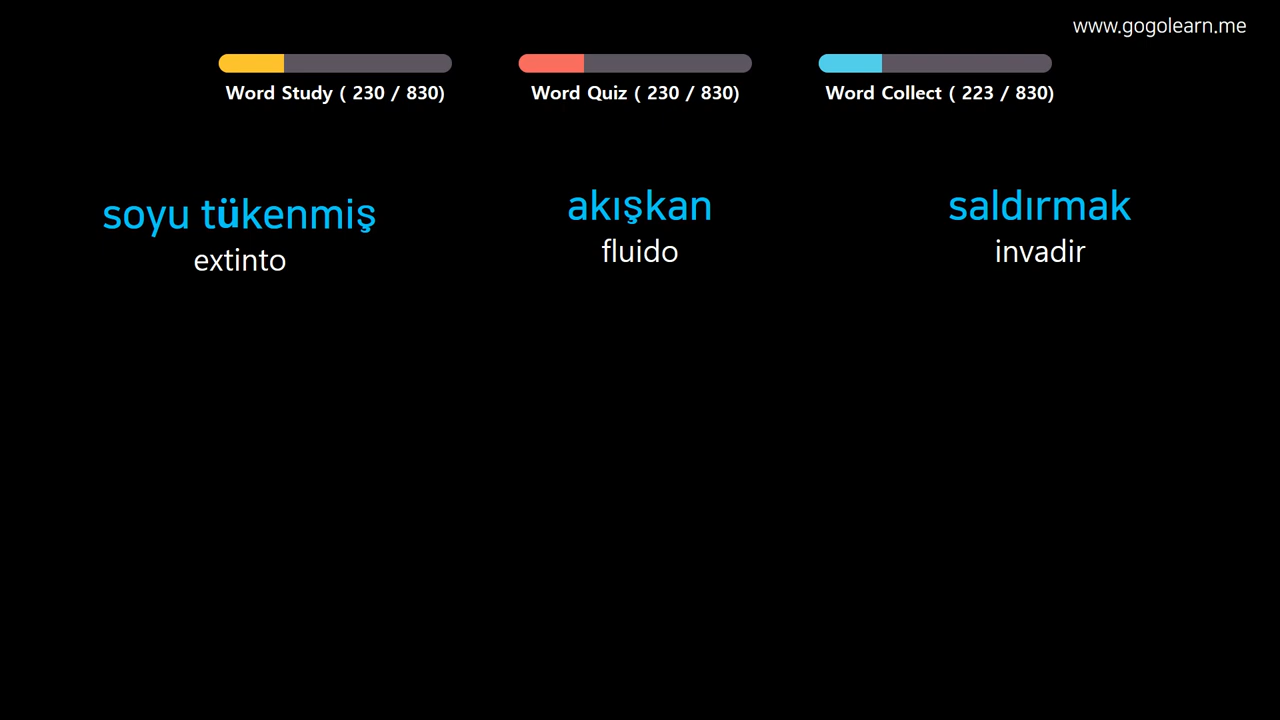 www.gogolearn.me
Word Study ( 230 / 830)
Word Quiz ( 230 / 830)
Word Collect ( 223 / 830)
soyu tükenmiş
extinto
akışkan
fluido
saldırmak
invadir